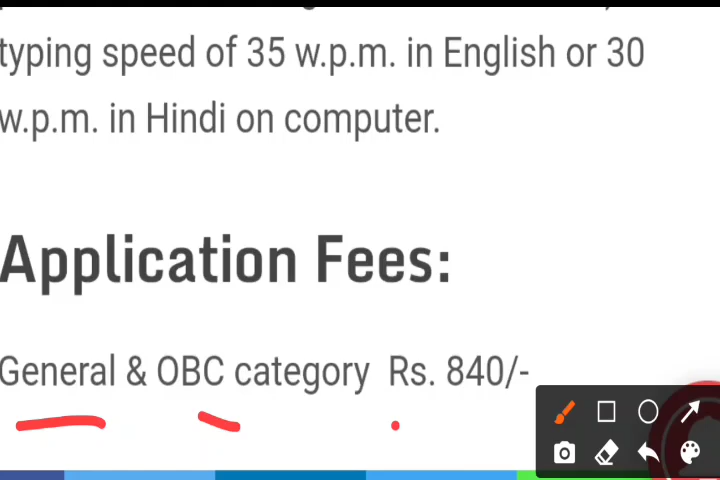 typing speed of 35 w.p.m. in English or 30
w.p.m. in Hindi on computer.
Application Fees:
General & OBC category Rs. 840/-